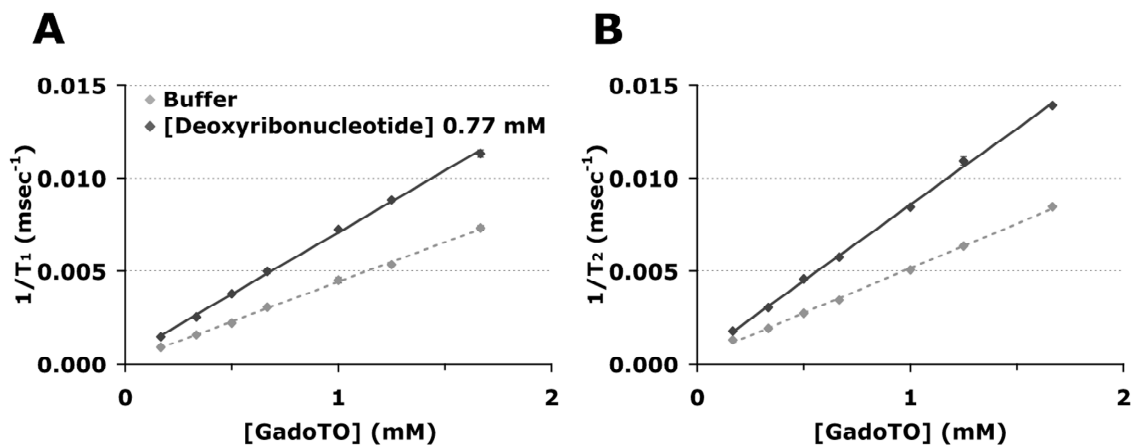 A
0.015
0.010
0.005
0.000
1/T₁ (msec⁻¹)
Buffer
[Deoxyribonucleotide] 0.77 mM
0 1 2
[GadoTO] (mM)
B
0.015
0.010
0.005
0.000
1/T₂ (msec⁻¹)
0 1 2
[GadoTO] (mM)